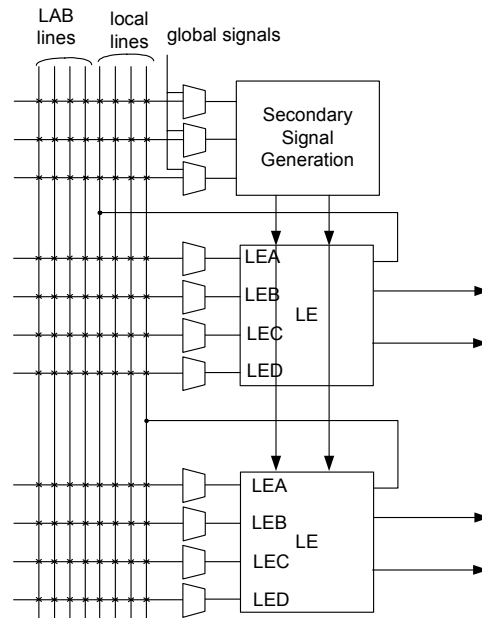 LAB
lines
local
lines
global signals
Secondary
Signal
Generation
LEA
LEB
LE
LEC
LED
LEA
LEB
LE
LEC
LED